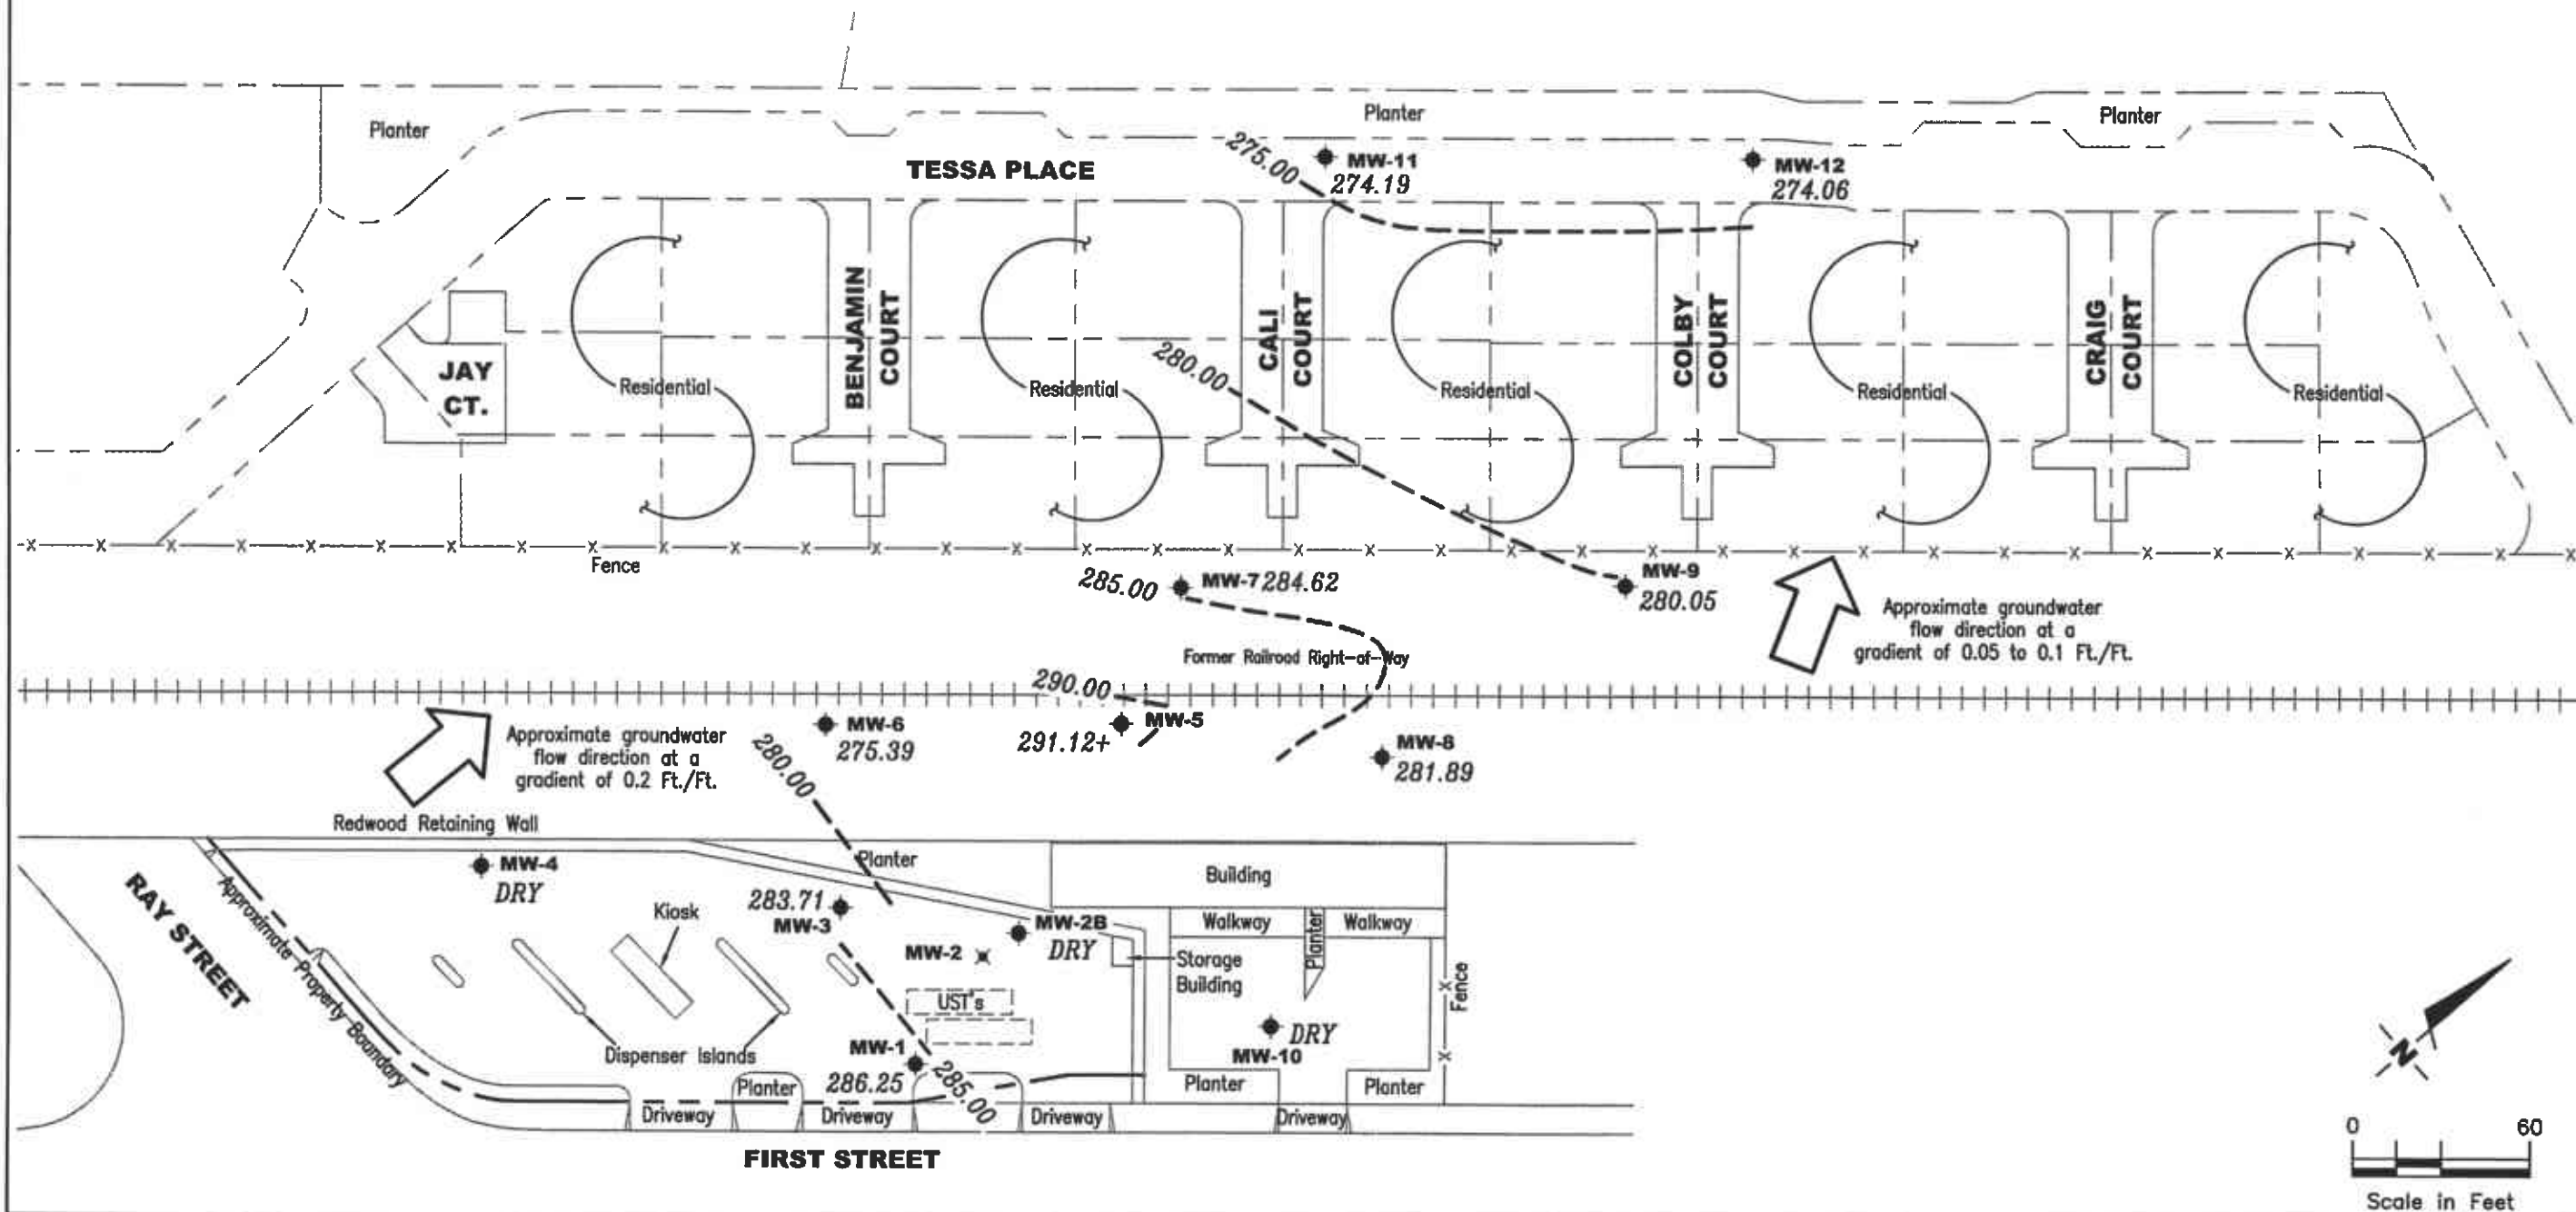 Planter
Planter
Planter
TESSA PLACE
275.00
MW-11
274.19
MW-12
274.06
JAY
CT.
Residential
BENJAMIN
COURT
Residential
280.00
CALI
COURT
Residential
COLBY
COURT
Residential
CRAIG
COURT
Residential
Fence
285.00
MW-7 284.62
MW-9
280.05
Approximate groundwater
flow direction at a
gradient of 0.05 to 0.1 Ft./Ft.
Former Railroad Right-of-Way
290.00
MW-5
291.12+
MW-6
275.39
280.00
MW-8
281.89
Approximate groundwater
flow direction at a
gradient of 0.2 Ft./Ft.
Redwood Retaining Wall
RAY STREET
Approximate Property Boundary
MW-4
DRY
Planter
Building
Kiosk
283.71
MW-3
MW-2B
DRY
MW-2
Walkway
Planter
Walkway
Storage
Building
Fence
UST's
Dispenser Islands
MW-1
286.25
285.00
DRY
MW-10
Planter
Planter
Planter
Driveway
Driveway
Driveway
Driveway
FIRST STREET
N
0
60
Scale in Feet